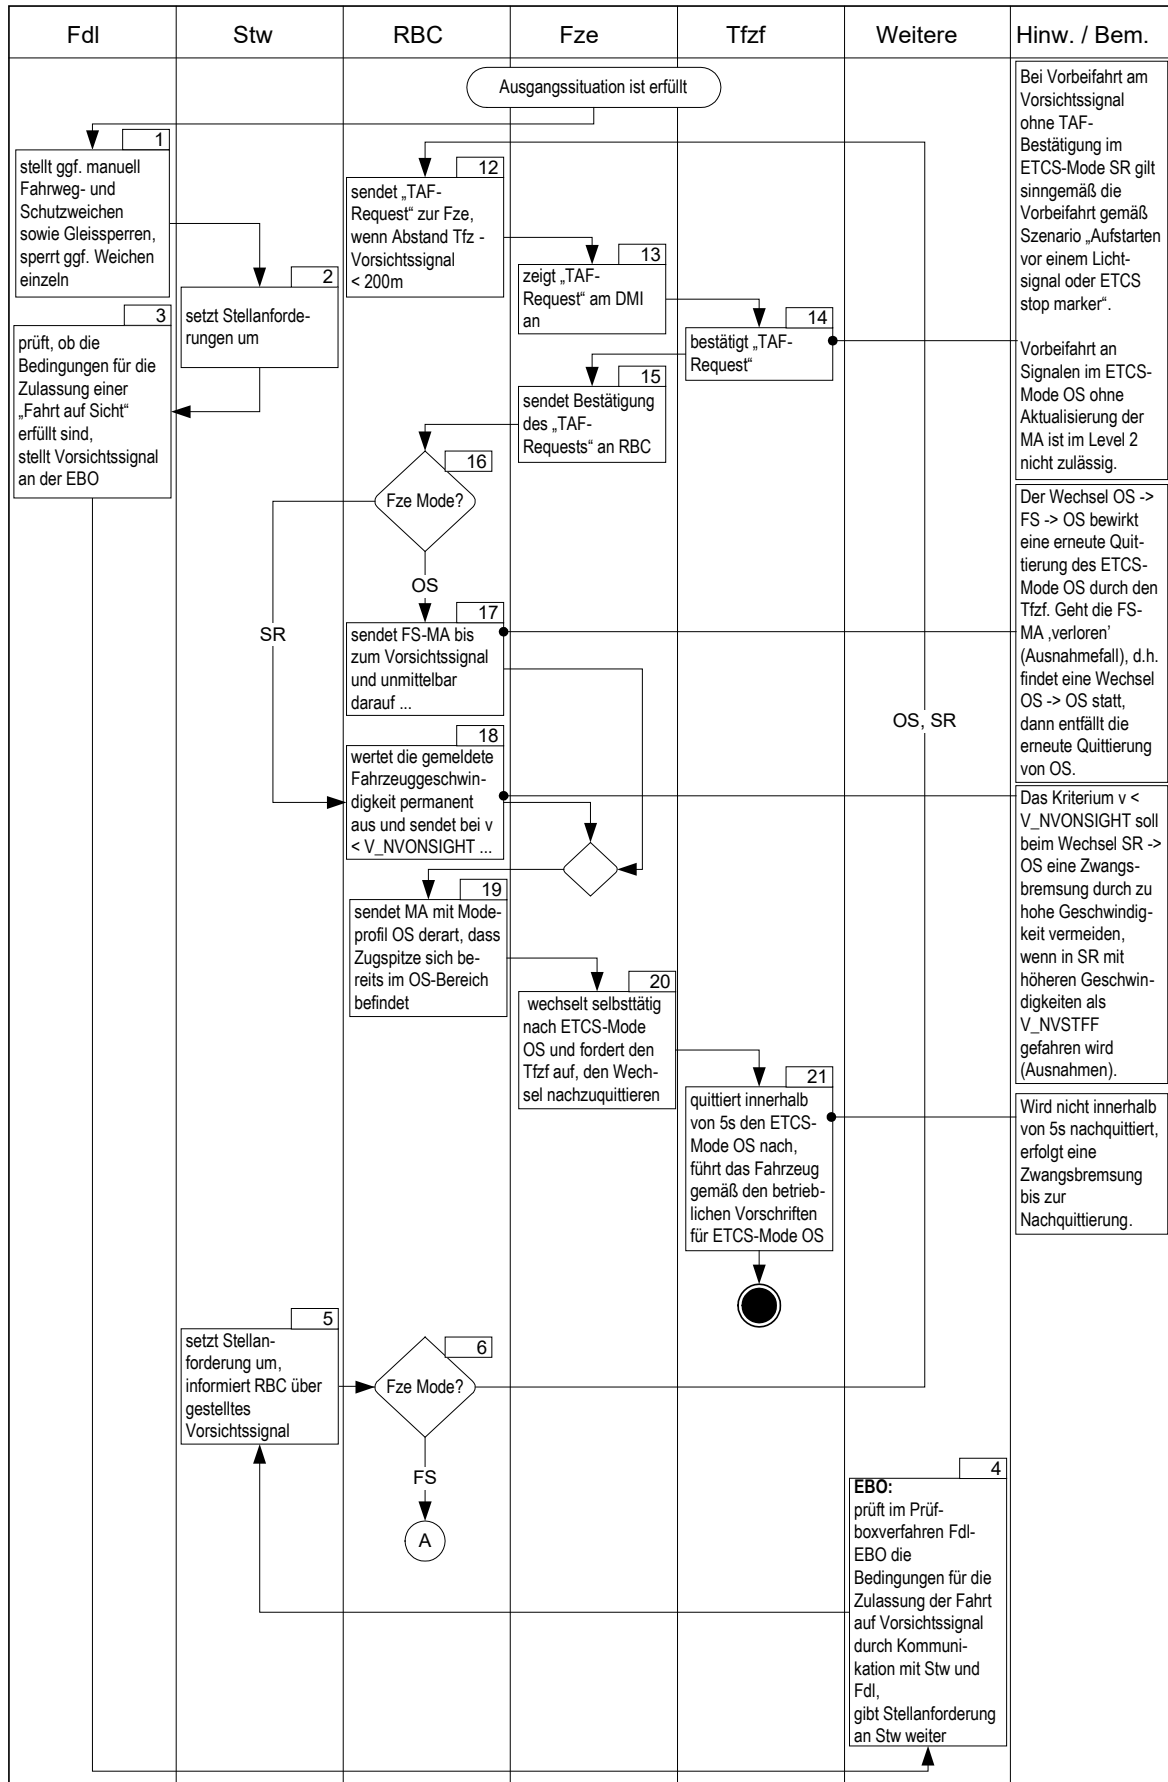 Fdl
Stw
RBC
Fze
Tfzf
Weitere
Hinw. / Bem.
Ausgangssituation ist erfüllt
1
stellt ggf. manuell
Fahrweg- und
Schutzweichen
sowie Gleissperren,
sperrt ggf. Weichen
einzeln
2
setzt Stellanforde-
rungen um
3
prüft, ob die
Bedingungen für die
Zulassung einer
„Fahrt auf Sicht“
erfüllt sind,
stellt Vorsichtssignal
an der EBO
12
sendet „TAF-
Request“ zur Fze,
wenn Abstand Tfz -
Vorsichtssignal
< 200m
13
zeigt „TAF-
Request“ am DMI
an
14
bestätigt „TAF-
Request”
15
sendet Bestätigung
des „TAF-
Requests“ an RBC
16
Fze Mode?
OS
SR
17
sendet FS-MA bis
zum Vorsichtssignal
und unmittelbar
darauf ...
18
wertet die gemeldete
Fahrzeuggeschwin-
digkeit permanent
aus und sendet bei v
< V_NVONSIGHT ...
19
sendet MA mit Mode-
profil OS derart, dass
Zugspitze sich be-
reits im OS-Bereich
befindet
20
wechselt selbsttätig
nach ETCS-Mode
OS und fordert den
Tfzf auf, den Wech-
sel nachzuquittieren
21
quittiert innerhalb
von 5s den ETCS-
Mode OS nach,
führt das Fahrzeug
gemäß den betrieb-
lichen Vorschriften
für ETCS-Mode OS
OS, SR
5
setzt Stellan-
forderung um,
informiert RBC über
gestelltes
Vorsichtssignal
6
Fze Mode?
FS
A
4
EBO:
prüft im Prüf-
boxverfahren Fdl-
EBO die
Bedingungen für die
Zulassung der Fahrt
auf Vorsichtssignal
durch Kommuni-
kation mit Stw und
Fdl,
gibt Stellanforderung
an Stw weiter
Bei Vorbeifahrt am
Vorsichtssignal
ohne TAF-
Bestätigung im
ETCS-Mode SR gilt
sinngemäß die
Vorbeifahrt gemäß
Szenario „Aufstarten
vor einem Licht-
signal oder ETCS
stop marker“.
Vorbeifahrt an
Signalen im ETCS-
Mode OS ohne
Aktualisierung der
MA ist im Level 2
nicht zulässig.
Der Wechsel OS ->
FS -> OS bewirkt
eine erneute Quit-
tierung des ETCS-
Mode OS durch den
Tfzf. Geht die FS-
MA ‚verloren’
(Ausnahmefall), d.h.
findet eine Wechsel
OS -> OS statt,
dann entfällt die
erneute Quittierung
von OS.
Das Kriterium v <
V_NVONSIGHT soll
beim Wechsel SR ->
OS eine Zwangs-
bremsung durch zu
hohe Geschwindig-
keit vermeiden,
wenn in SR mit
höheren Geschwin-
digkeiten als
V_NVSTFF
gefahren wird
(Ausnahmen).
Wird nicht innerhalb
von 5s nachquittiert,
erfolgt eine
Zwangsbremsung
bis zur
Nachquittierung.